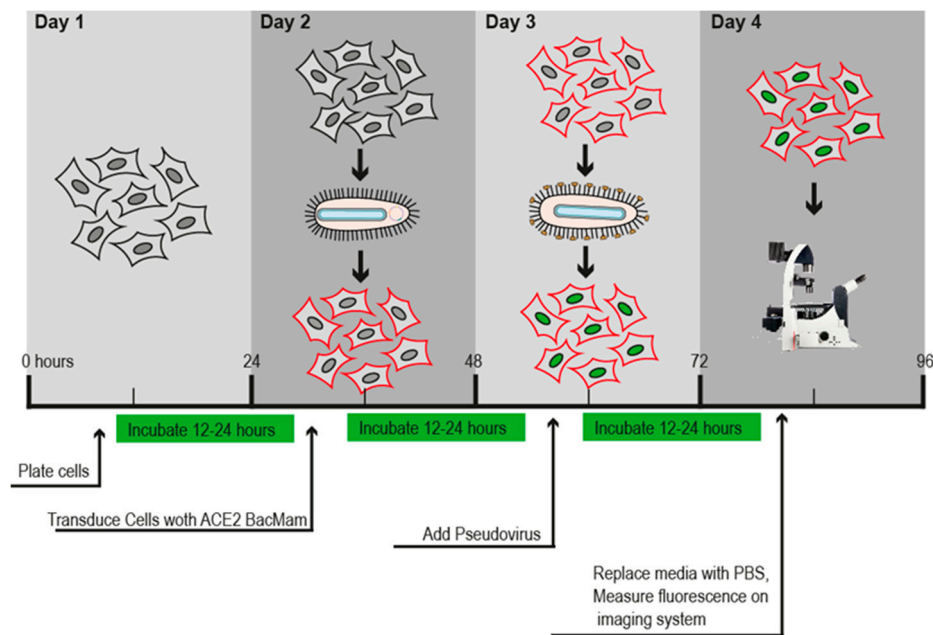 Day 1
Day 2
Day 3
Day 4
0 hours
24
48
72
96
Incubate 12-24 hours
Incubate 12-24 hours
Incubate 12-24 hours
Plate cells
Transduce Cells woth ACE2 BacMam
Add Pseudovirus
Replace media with PBS,
Measure fluorescence on
imaging system